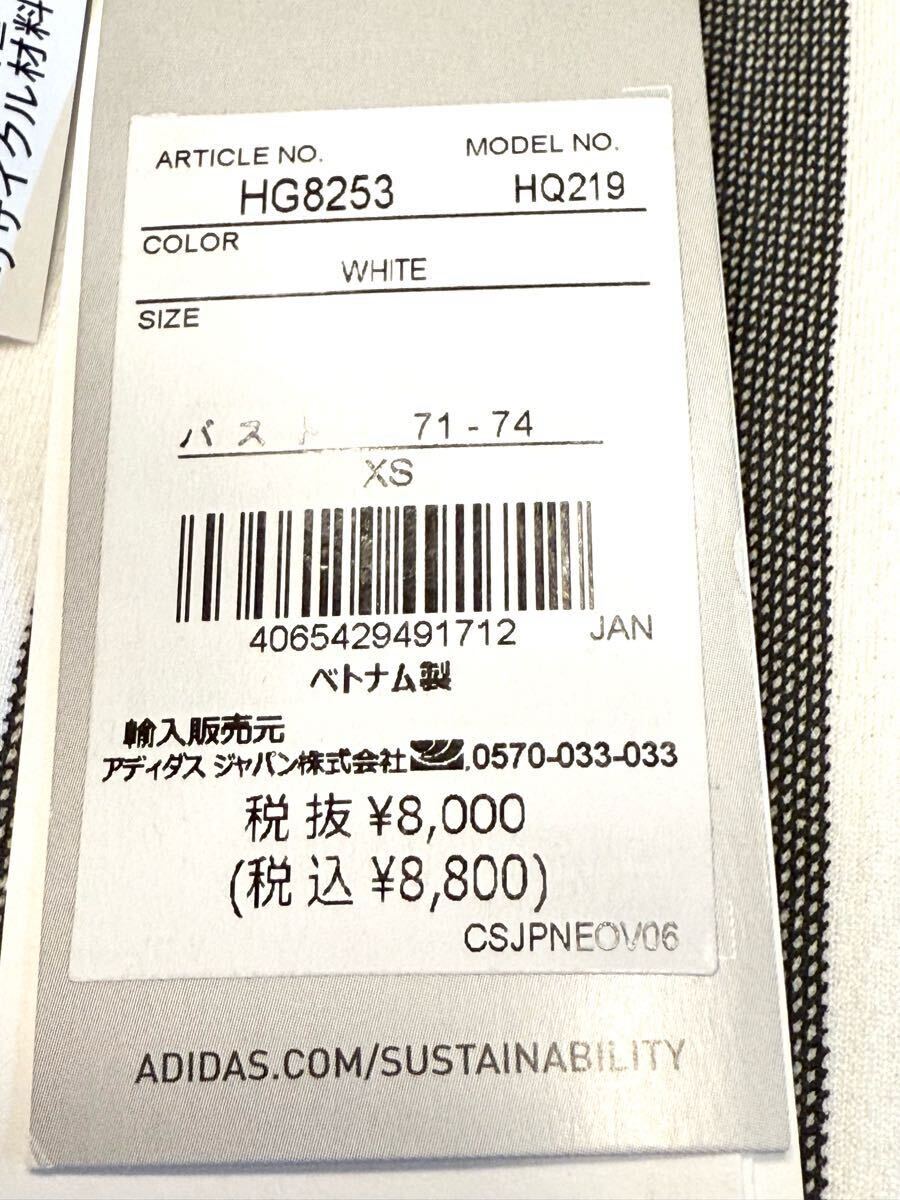 リサイクル材料
ARTICLE NO. MODEL NO.
HG8253 HQ219
COLOR
WHITE
SIZE
バスト 71 - 74
XS
4065429491712 JAN
ベトナム製
輸入販売元
アディダス ジャパン株式会社 0570-033-033
税抜 ¥8,000
(税込 ¥8,800)
CSJPNEOV06
ADIDAS.COM/SUSTAINABILITY